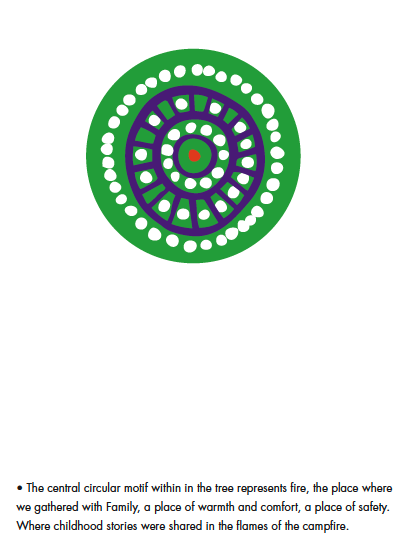 • The central circular motif within in the tree represents fire, the place where
we gathered with Family, a place of warmth and comfort, a place of safety.
Where childhood stories were shared in the flames of the campfire.